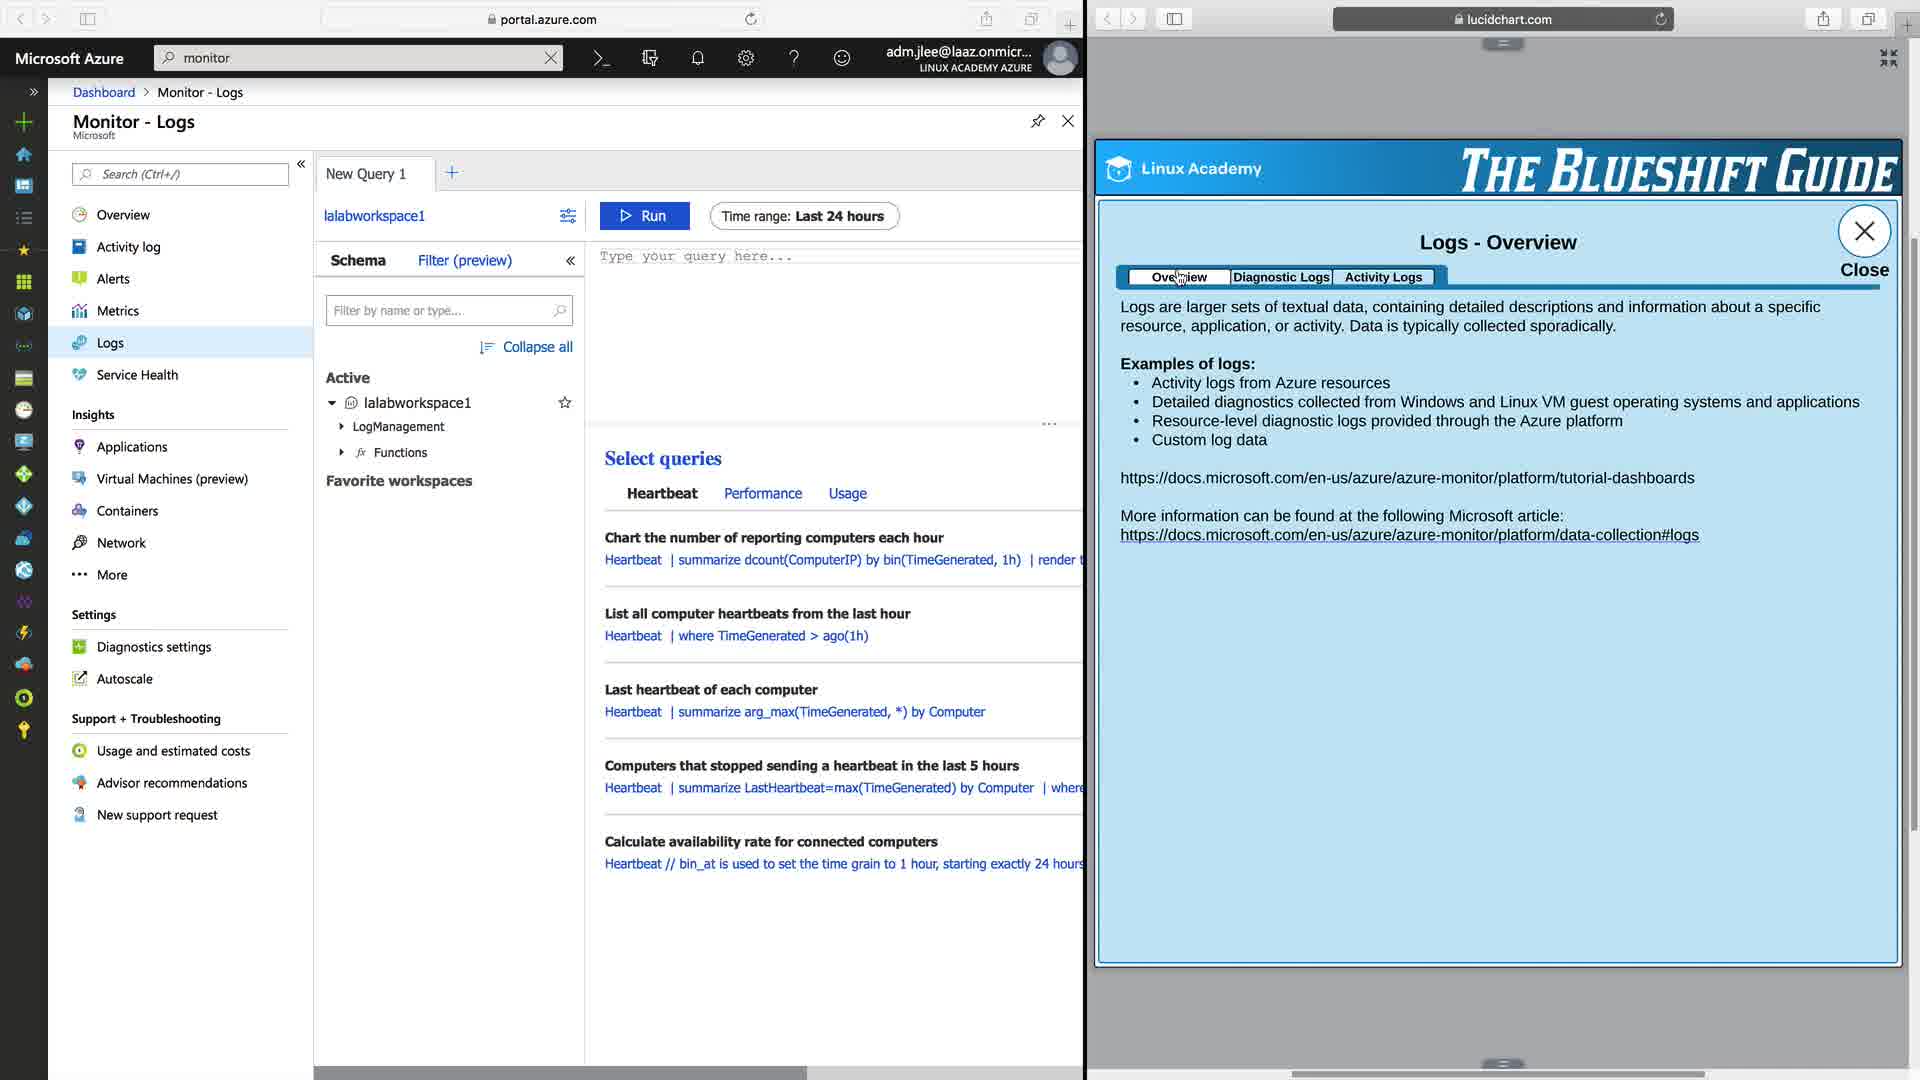 portal.azure.com
Microsoft Azure
monitor
adm.jlee@laaz.onmicr...
LINUX ACADEMY AZURE
Dashboard > Monitor - Logs
Monitor - Logs
Microsoft
Search (Ctrl+/)
Overview
Activity log
Alerts
Metrics
Logs
Service Health
Insights
Applications
Virtual Machines (preview)
Containers
Network
More
Settings
Diagnostics settings
Autoscale
Support + Troubleshooting
Usage and estimated costs
Advisor recommendations
New support request
New Query 1
lalabworkspace1
Run
Time range: Last 24 hours
Schema
Filter (preview)
Filter by name or type...
Collapse all
Active
lalabworkspace1
LogManagement
fx Functions
Favorite workspaces
Type your query here...
Select queries
Heartbeat
Performance
Usage
Chart the number of reporting computers each hour
Heartbeat | summarize dcount(ComputerIP) by bin(TimeGenerated, 1h) | render t
List all computer heartbeats from the last hour
Heartbeat | where TimeGenerated > ago(1h)
Last heartbeat of each computer
Heartbeat | summarize arg_max(TimeGenerated, *) by Computer
Computers that stopped sending a heartbeat in the last 5 hours
Heartbeat | summarize LastHeartbeat=max(TimeGenerated) by Computer | where
Calculate availability rate for connected computers
Heartbeat // bin_at is used to set the time grain to 1 hour, starting exactly 24 hours
lucidchart.com
Linux Academy
THE BLUESHIFT GUIDE
Logs - Overview
Close
Overview
Diagnostic Logs
Activity Logs
Logs are larger sets of textual data, containing detailed descriptions and information about a specific
resource, application, or activity. Data is typically collected sporadically.
Examples of logs:
• Activity logs from Azure resources
• Detailed diagnostics collected from Windows and Linux VM guest operating systems and applications
• Resource-level diagnostic logs provided through the Azure platform
• Custom log data
https://docs.microsoft.com/en-us/azure/azure-monitor/platform/tutorial-dashboards
More information can be found at the following Microsoft article:
https://docs.microsoft.com/en-us/azure/azure-monitor/platform/data-collection#logs